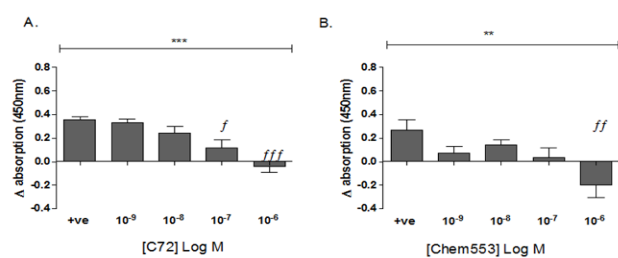 A.
***
Δ absorption (450nm)
0.8
0.6
0.4
0.2
0.0
-0.2
-0.4
ƒ
ƒƒƒ
+ve 10⁻⁹ 10⁻⁸ 10⁻⁷ 10⁻⁶
[C72] Log M
B.
**
Δ absorption (450nm)
0.8
0.6
0.4
0.2
0.0
-0.2
-0.4
ƒƒ
+ve 10⁻⁹ 10⁻⁸ 10⁻⁷ 10⁻⁶
[Chem553] Log M